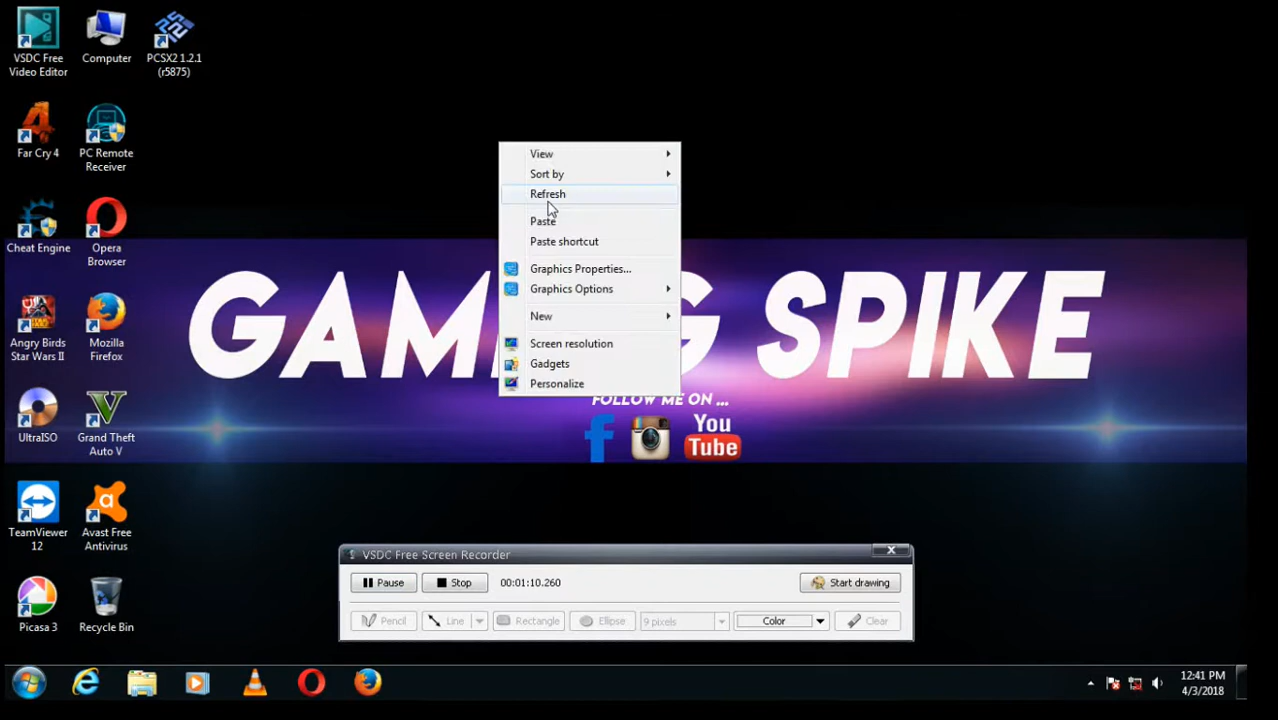 VSDC Free
Video Editor
Computer
PCSX2 1.2.1
(r5875)
Far Cry 4
PC Remote
Receiver
Cheat Engine
Opera
Browser
Angry Birds
Star Wars II
Mozilla
Firefox
UltraISO
Grand Theft
Auto V
TeamViewer
12
Avast Free
Antivirus
Picasa 3
Recycle Bin
View
Sort by
Refresh
Paste
Paste shortcut
Graphics Properties...
Graphics Options
New
Screen resolution
Gadgets
Personalize
GAM G SPIKE
FOLLOW ME ON ...
You
Tube
VSDC Free Screen Recorder
Pause
Stop
00:01:10.260
Start drawing
Pencil
Line
Rectangle
Ellipse
9 pixels
Color
Clear
12:41 PM
4/3/2018